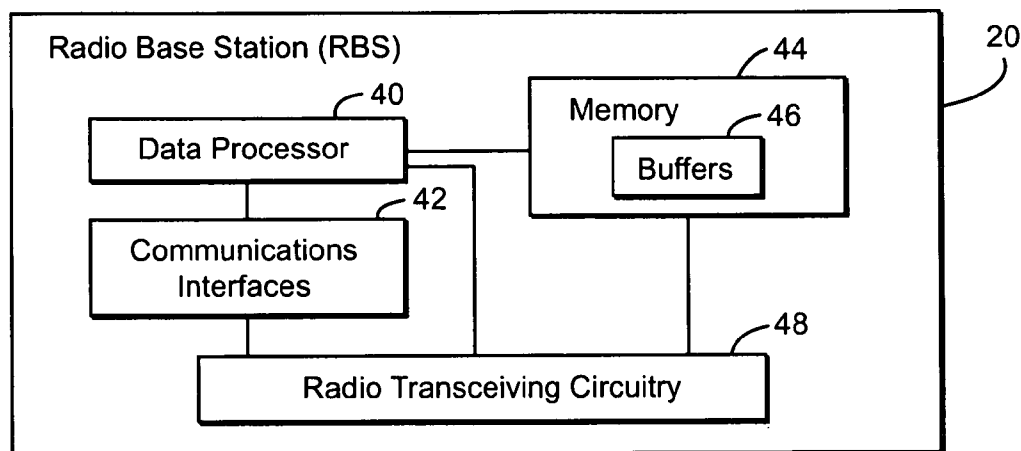 Radio Base Station (RBS)
20
44
40
Memory
46
Data Processor
Buffers
42
Communications
Interfaces
48
Radio Transceiving Circuitry